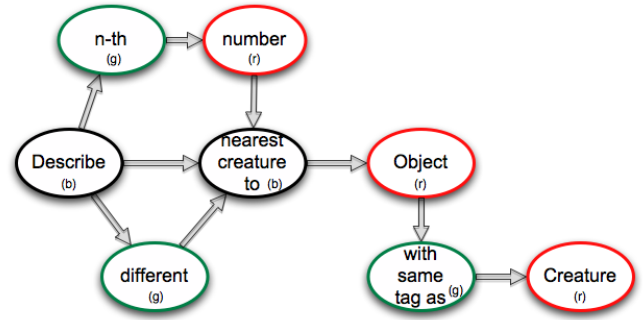 n-th
(g)
number
(r)
Describe
(b)
nearest
creature
to (b)
Object
(r)
different
(g)
with
same
tag as (g)
Creature
(r)